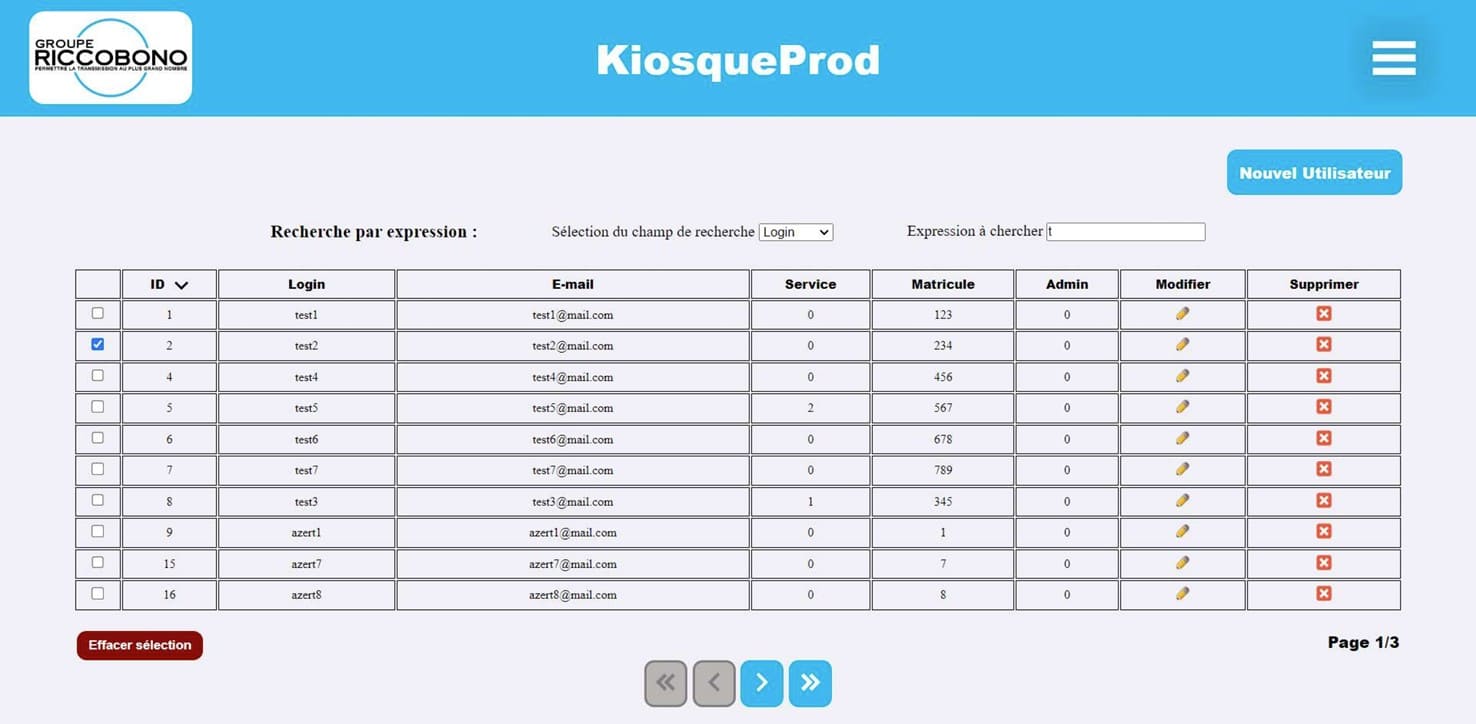 GROUPE
RICCOBONO
PERMETTRE LA TRANSMISSION AU PLUS GRAND NOMBRE
KiosqueProd
Nouvel Utilisateur
Recherche par expression : Sélection du champ de recherche Login Expression à chercher t
ID Login E-mail Service Matricule Admin Modifier Supprimer
1 test1 test1@mail.com 0 123 0
2 test2 test2@mail.com 0 234 0
4 test4 test4@mail.com 0 456 0
5 test5 test5@mail.com 2 567 0
6 test6 test6@mail.com 0 678 0
7 test7 test7@mail.com 0 789 0
8 test3 test3@mail.com 1 345 0
9 azert1 azert1@mail.com 0 1 0
15 azert7 azert7@mail.com 0 7 0
16 azert8 azert8@mail.com 0 8 0
Effacer sélection
Page 1/3